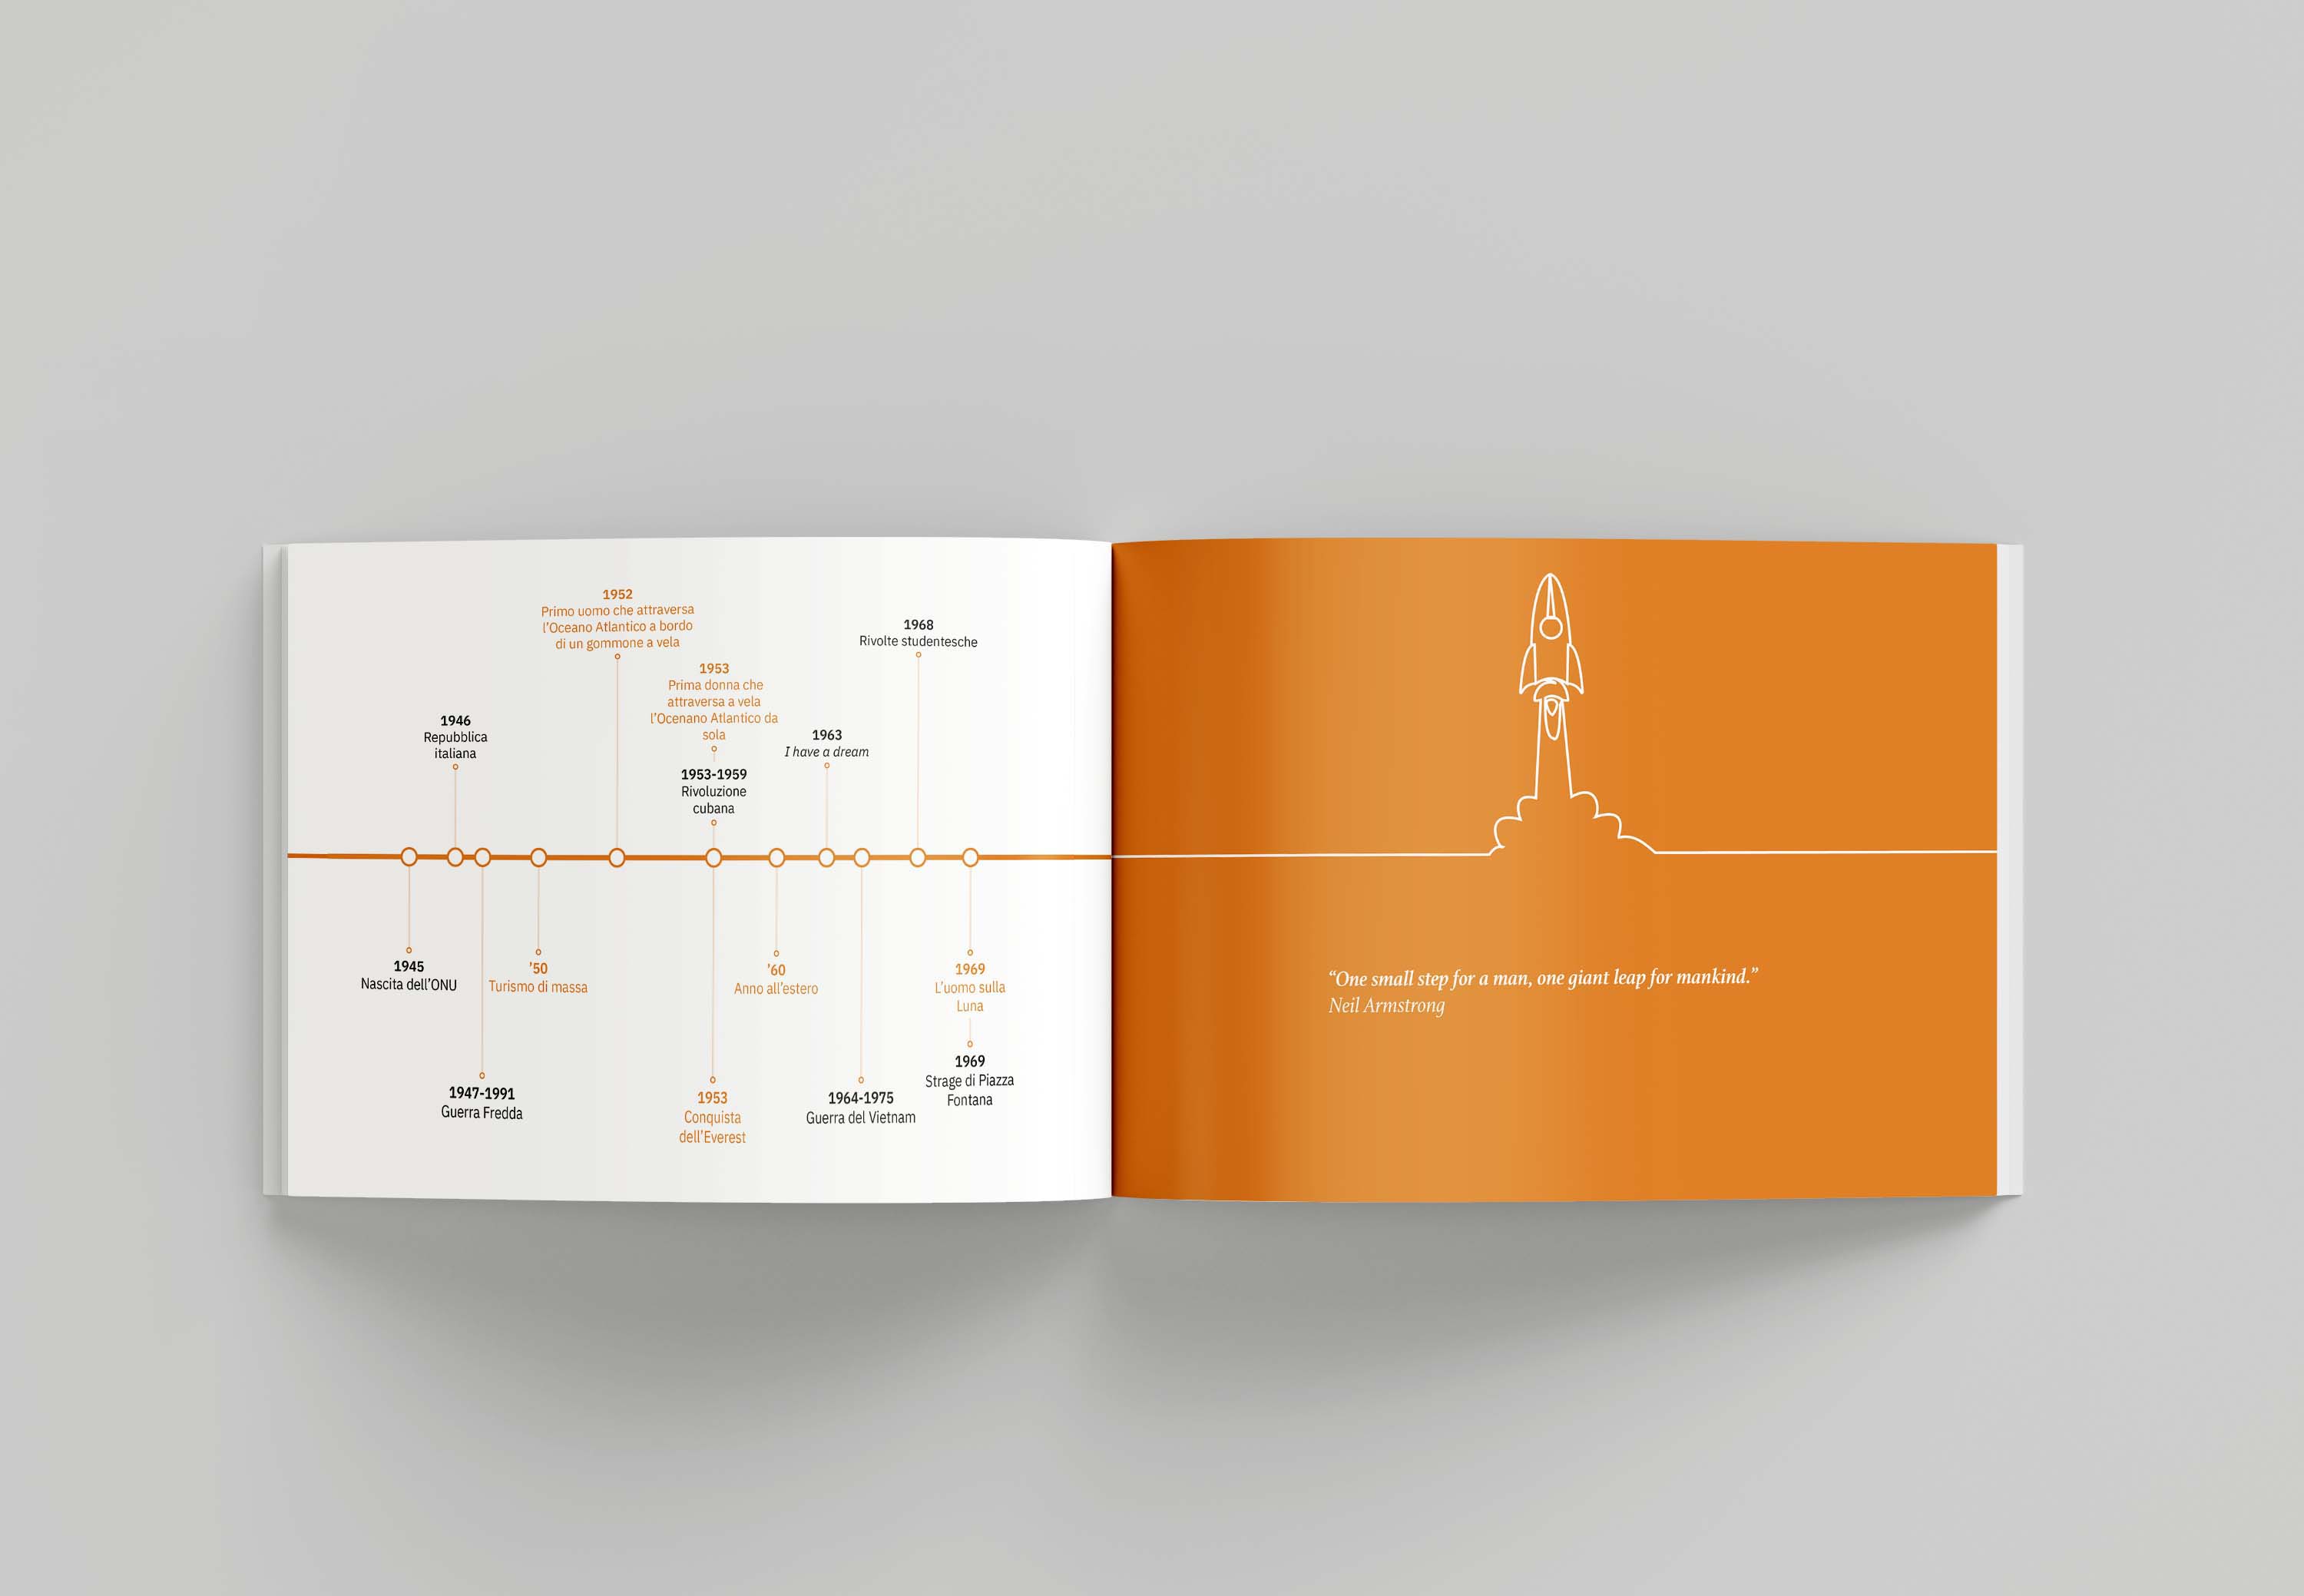 1952
Primo uomo che attraversa
l'Oceano Atlantico a bordo
di un gommone a vela
1968
Rivolte studentesche
1953
Prima donna che
attraversa a vela
l'Ocenano Atlantico da
sola
1946
Repubblica
italiana
1963
I have a dream
1953-1959
Rivoluzione
cubana
1945
Nascita dell'ONU
'50
Turismo di massa
'60
Anno all'estero
1969
L'uomo sulla
Luna
1947-1991
Guerra Fredda
1953
Conquista
dell'Everest
1964-1975
Guerra del Vietnam
1969
Strage di Piazza
Fontana
“One small step for a man, one giant leap for mankind.”
Neil Armstrong